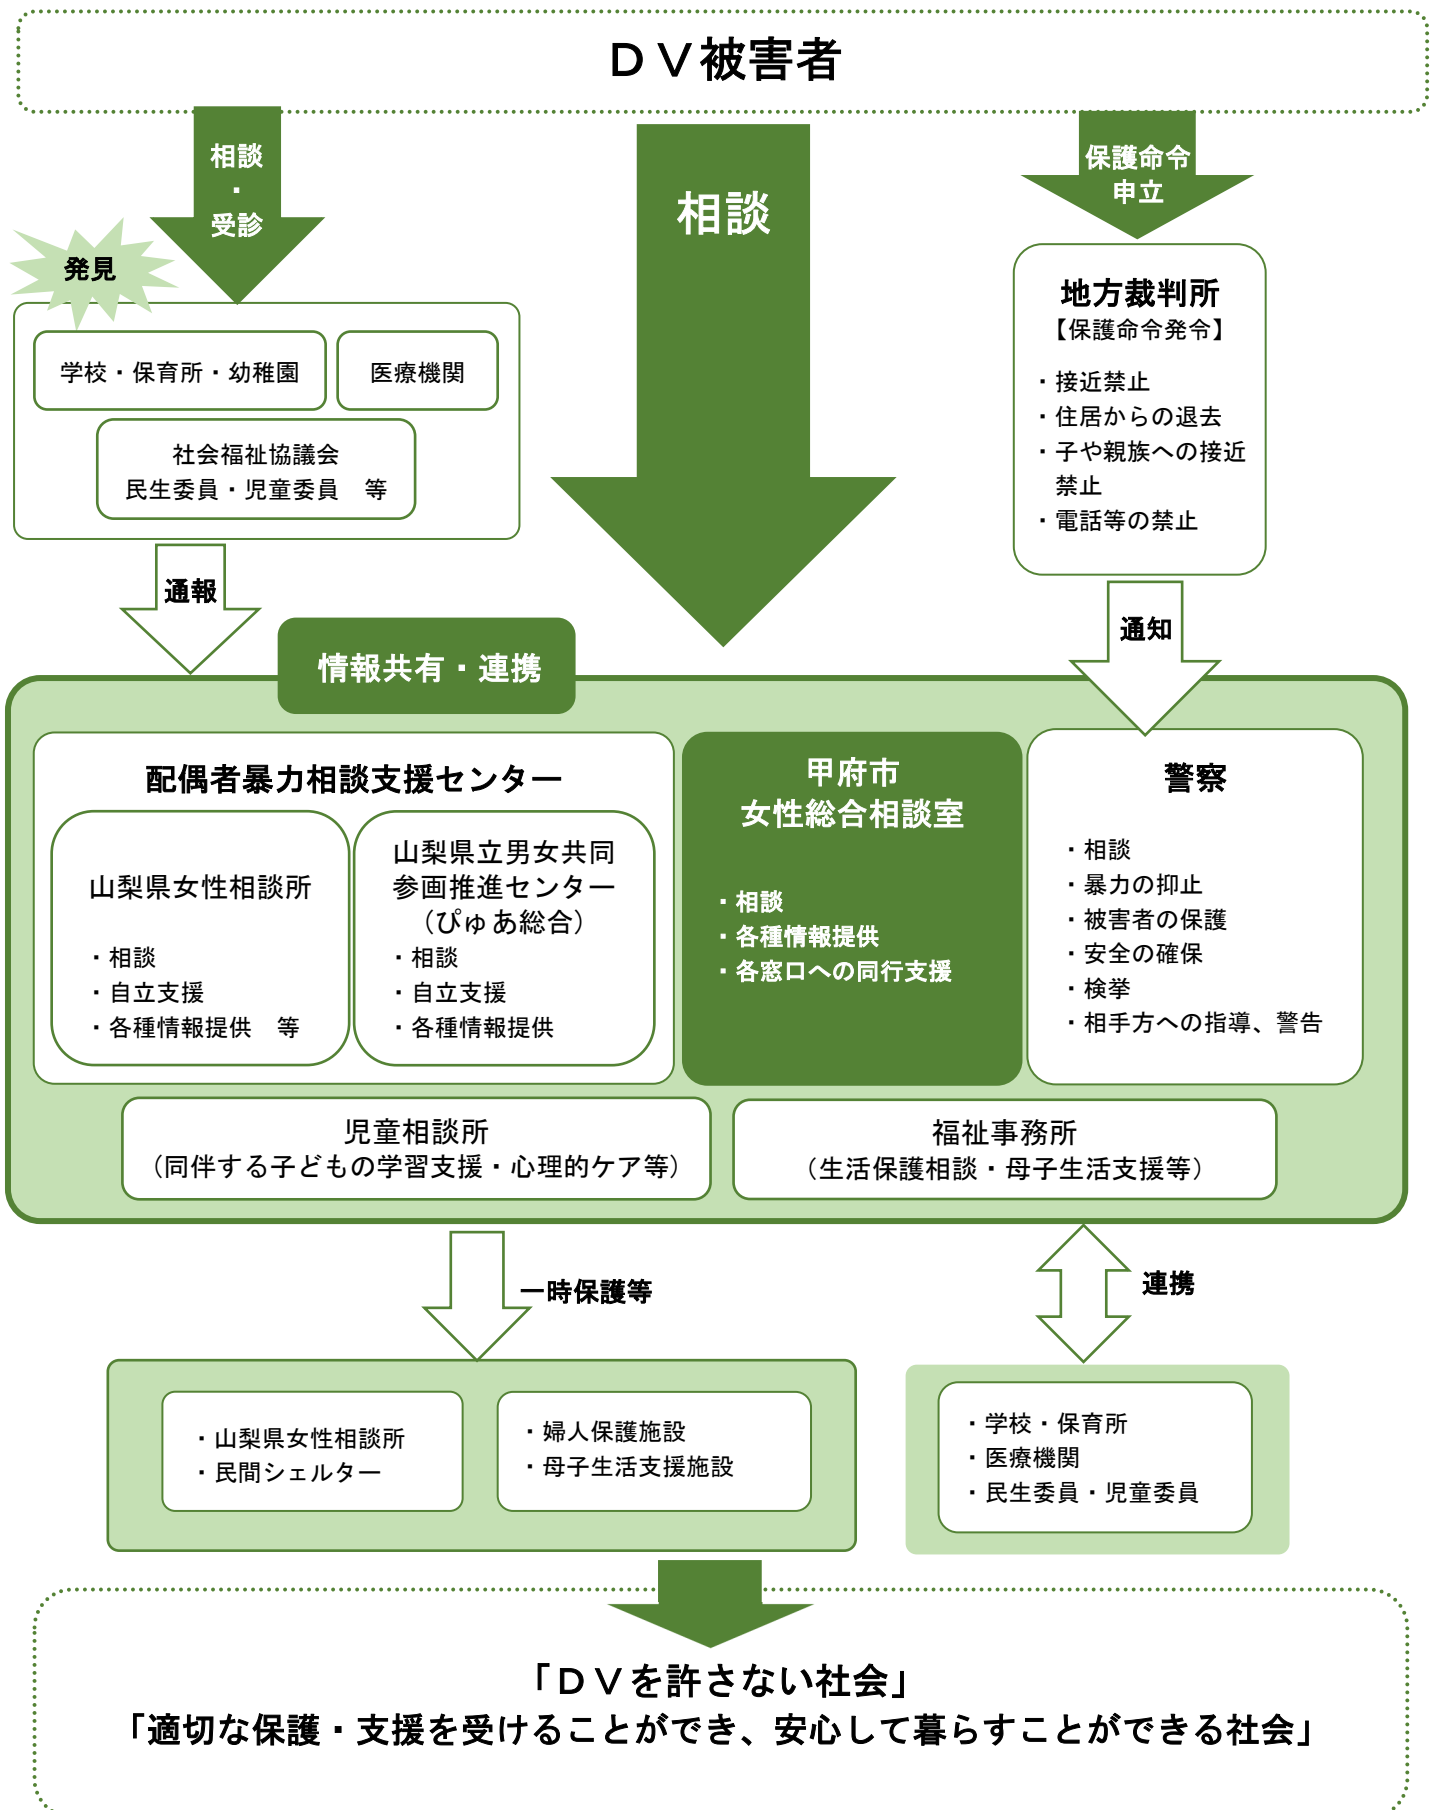 ＤＶ被害者
相談
・
受診
相談
保護命令
申立
発見
学校・保育所・幼稚園
医療機関
社会福祉協議会
民生委員・児童委員　等
地方裁判所
【保護命令発令】
・接近禁止
・住居からの退去
・子や親族への接近
禁止
・電話等の禁止
通報
通知
情報共有・連携
配偶者暴力相談支援センター
山梨県女性相談所
・相談
・自立支援
・各種情報提供　等
山梨県立男女共同
参画推進センター
（ぴゅあ総合）
・相談
・自立支援
・各種情報提供
甲府市
女性総合相談室
・相談
・各種情報提供
・各窓口への同行支援
警察
・相談
・暴力の抑止
・被害者の保護
・安全の確保
・検挙
・相手方への指導、警告
児童相談所
（同伴する子どもの学習支援・心理的ケア等）
福祉事務所
（生活保護相談・母子生活支援等）
一時保護等
連携
・山梨県女性相談所
・民間シェルター
・婦人保護施設
・母子生活支援施設
・学校・保育所
・医療機関
・民生委員・児童委員
「ＤＶを許さない社会」
「適切な保護・支援を受けることができ、安心して暮らすことができる社会」